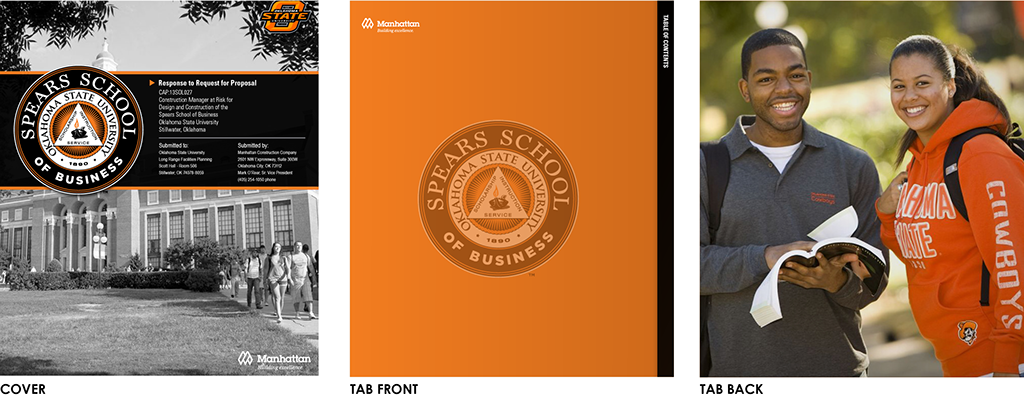 OKLAHOMA
STATE
SPEARS SCHOOL
OF BUSINESS
OKLAHOMA STATE UNIVERSITY
SERVICE
1890
Response to Request for Proposal
CAP:13SOL027
Construction Manager at Risk for
Design and Construction of the
Spears School of Business
Oklahoma State University
Stillwater, Oklahoma
Submitted to:
Oklahoma State University
Long Range Facilities Planning
Scott Hall - Room 506
Stillwater, OK 74078-8059
Submitted by:
Manhattan Construction Company
2601 NW Expressway, Suite 300W
Oklahoma City, OK 73112
Mark O'Rear, Sr. Vice President
(405) 254-1050 phone
Manhattan
Building excellence.
COVER
Manhattan
Building excellence.
TABLE OF CONTENTS
SPEARS SCHOOL
OF BUSINESS
OKLAHOMA STATE UNIVERSITY
SERVICE
1890
TM
TAB FRONT
AHOMA
STATE
COWBOYS
TAB BACK